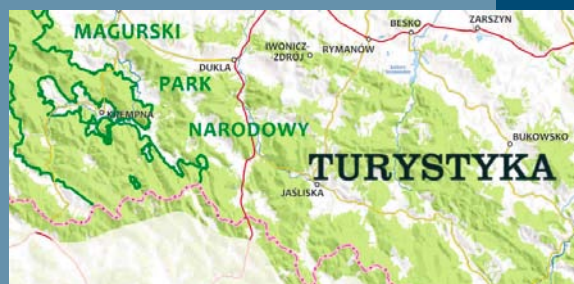 MAGURSKI
PARK
NARODOWY
BESKO
ZARSZYN
IWONICZ-
ZDRÓJ
RYMANÓW
DUKLA
KREMPNA
BUKOWSKO
TURYSTYKA
JAŚLISKA